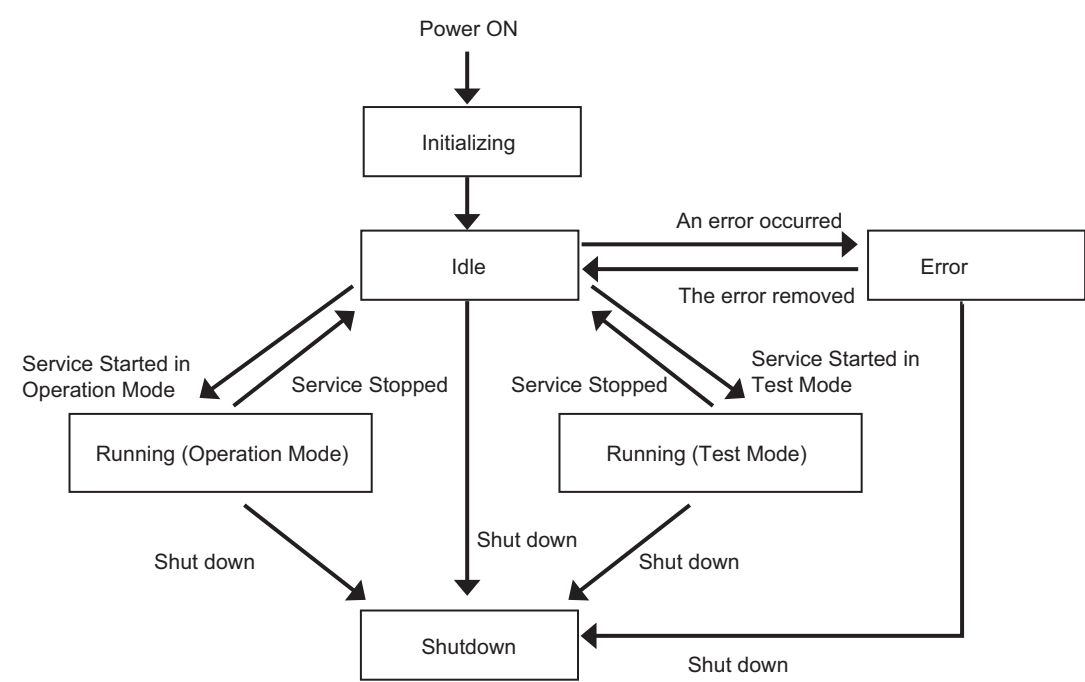 Power ON
Initializing
An error occurred
Idle
Error
The error removed
Service Started in
Operation Mode
Service Stopped
Service Stopped
Service Started in
Test Mode
Running (Operation Mode)
Running (Test Mode)
Shut down
Shut down
Shut down
Shutdown
Shut down